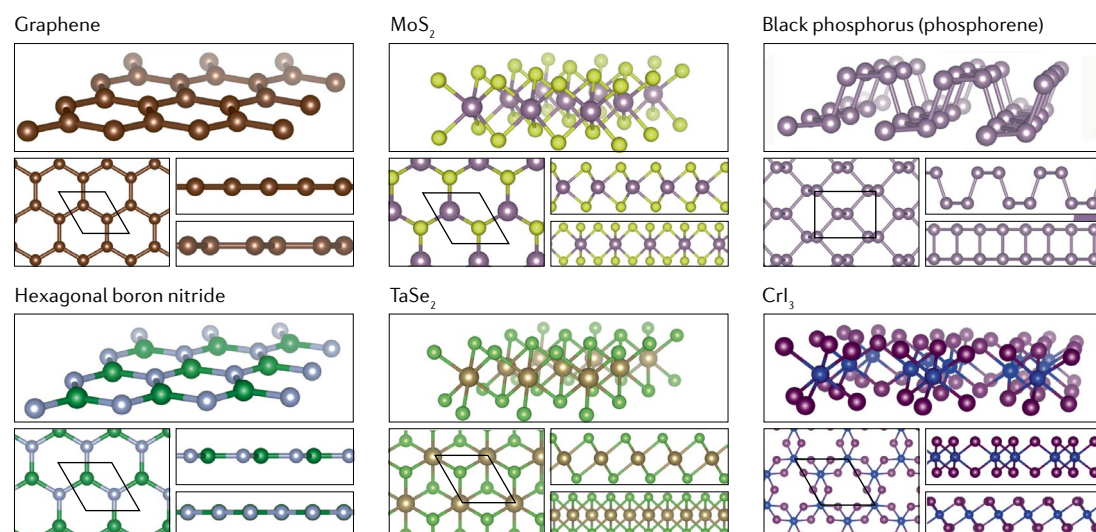 Graphene
MoS₂
Black phosphorus (phosphorene)
Hexagonal boron nitride
TaSe₂
CrI₃